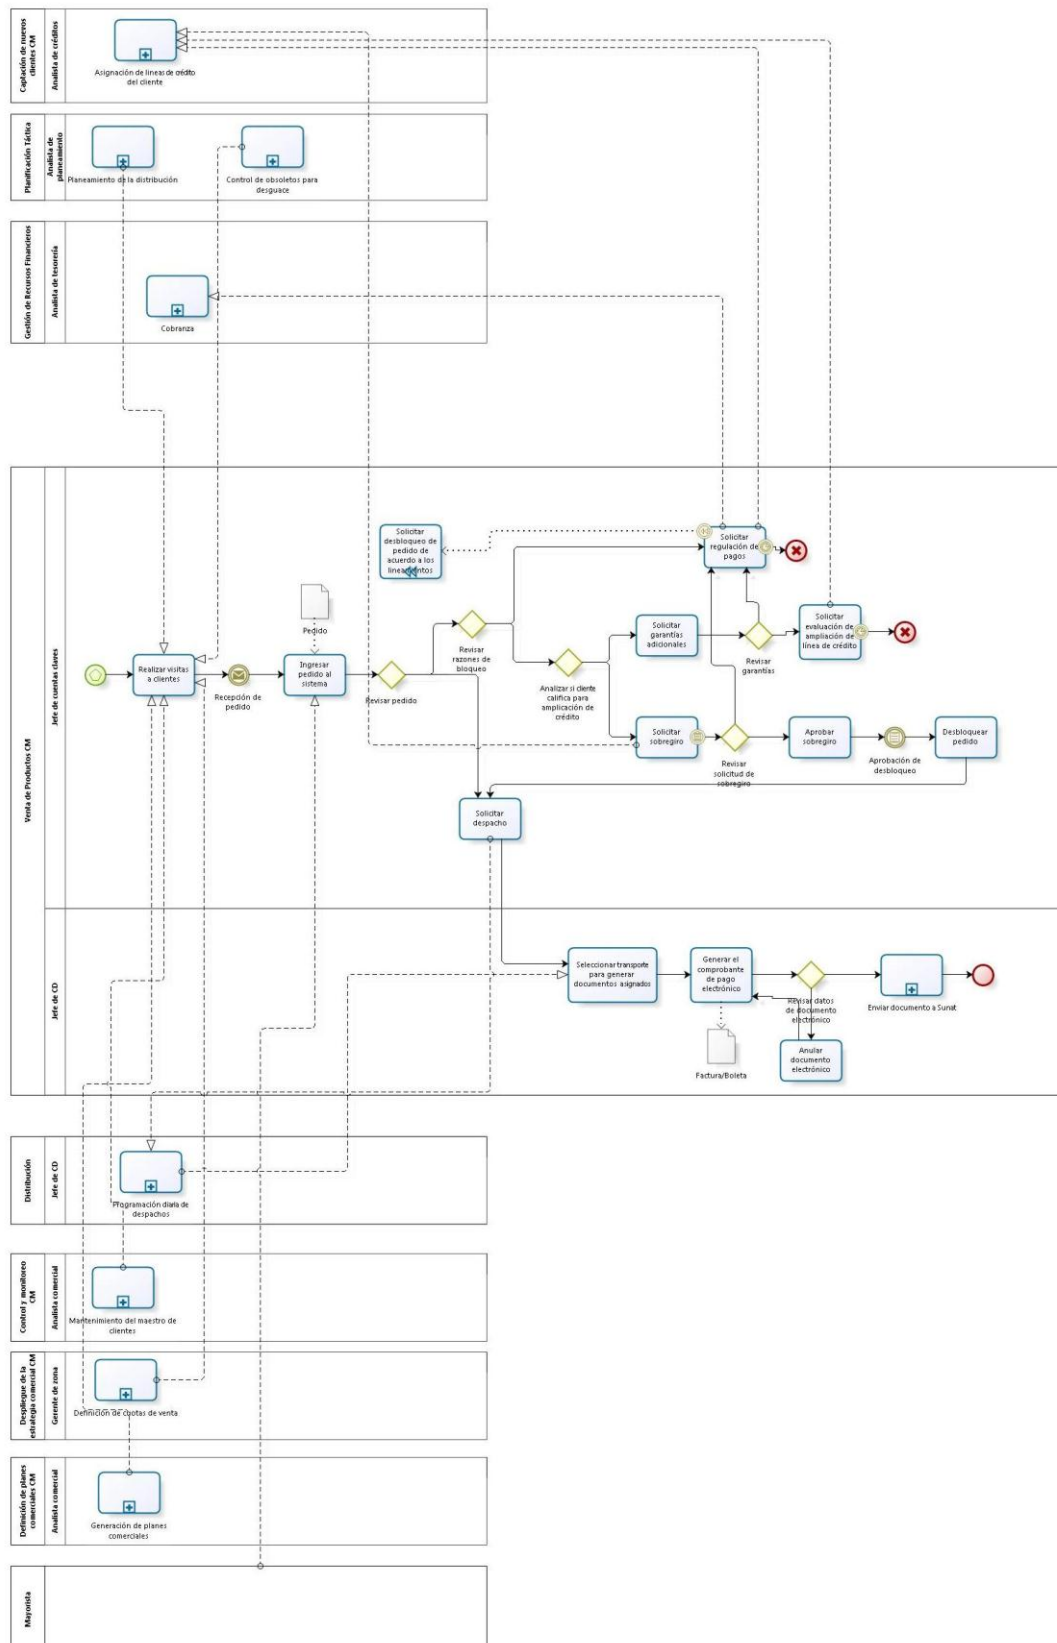 Captación de nuevos
clientes CM
Analista de créditos
Asignación de lineas de crédito
del cliente
Planificación Táctica
Analista de
planeamiento
Planeamiento de la distribución
Control de obsoletos para
desguace
Gestión de Recursos Financieros
Analista de tesorería
Cobranza
Venta de Productos CM
Jefe de cuentas claves
Solicitar
desbloqueo de
pedido de
acuerdo a los
lineamientos
Solicitar
regulación de
pagos
Pedido
Revisar
razones de
bloqueo
Solicitar
garantías
adicionales
Revisar
garantías
Solicitar
evaluación de
ampliación de
línea de crédito
Realizar visitas
a clientes
Recepción de
pedido
Ingresar
pedido al
sistema
Revisar pedido
Analizar si cliente
califica para
amplicación de
crédito
Solicitar
sobregiro
Revisar
solicitud de
sobregiro
Aprobar
sobregiro
Aprobación de
desbloqueo
Desbloquear
pedido
Solicitar
despacho
Jefe de CD
Seleccionar transporte
para generar
documentos asignados
Generar el
comprobante
de pago
electrónico
Revisar datos
de documento
electrónico
Enviar documento a Sunat
Factura/Boleta
Anular
documento
electrónico
Distribución
Jefe de CD
Programación diaria de
despachos
Control y monitoreo
CM
Analista comercial
Mantenimiento del maestro de
clientes
Despliegue de la
estrategia comercial CM
Gerente de zona
Definición de cuotas de venta
Definición de planes
comerciales CM
Analista comercial
Generación de planes
comerciales
Mayorista